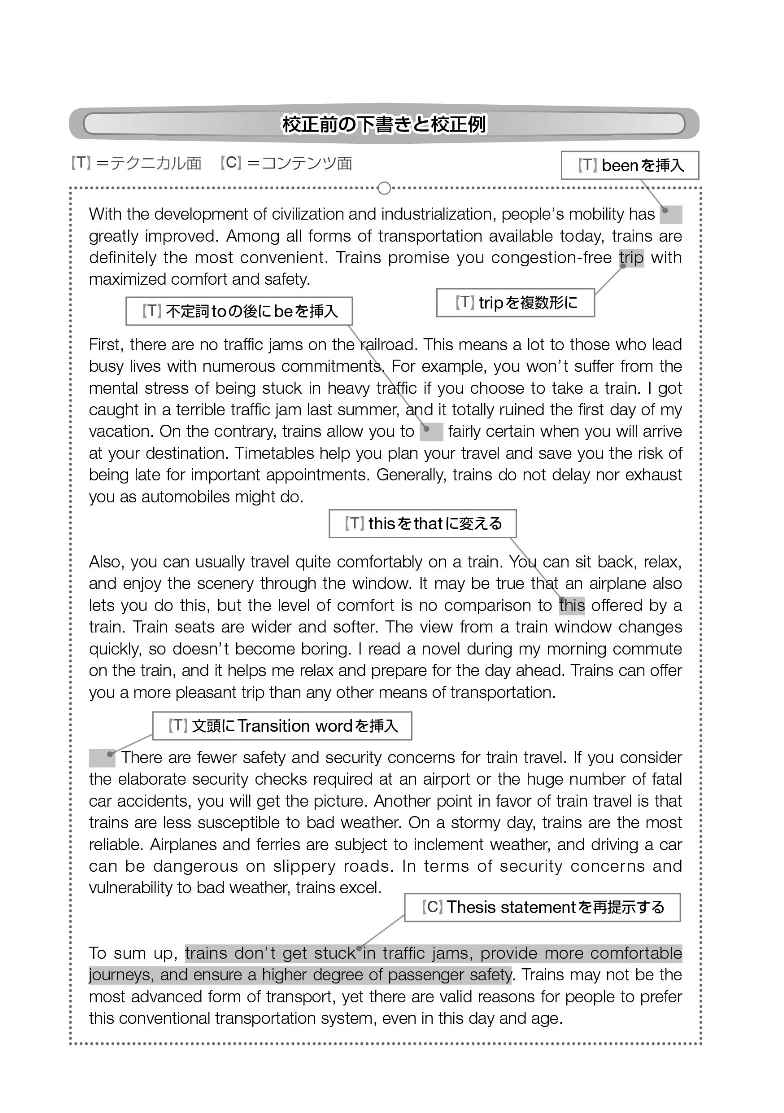 校正前の下書きと校正例
[T]＝テクニカル面 [C]＝コンテンツ面
[T] beenを挿入
With the development of civilization and industrialization, people's mobility has
greatly improved. Among all forms of transportation available today, trains are
definitely the most convenient. Trains promise you congestion-free trip with
maximized comfort and safety.
[T] tripを複数形に
[T] 不定詞toの後にbeを挿入
First, there are no traffic jams on the railroad. This means a lot to those who lead
busy lives with numerous commitments. For example, you won't suffer from the
mental stress of being stuck in heavy traffic if you choose to take a train. I got
caught in a terrible traffic jam last summer, and it totally ruined the first day of my
vacation. On the contrary, trains allow you to fairly certain when you will arrive
at your destination. Timetables help you plan your travel and save you the risk of
being late for important appointments. Generally, trains do not delay nor exhaust
you as automobiles might do.
[T] thisをthatに変える
Also, you can usually travel quite comfortably on a train. You can sit back, relax,
and enjoy the scenery through the window. It may be true that an airplane also
lets you do this, but the level of comfort is no comparison to this offered by a
train. Train seats are wider and softer. The view from a train window changes
quickly, so doesn't become boring. I read a novel during my morning commute
on the train, and it helps me relax and prepare for the day ahead. Trains can offer
you a more pleasant trip than any other means of transportation.
[T] 文頭にTransition wordを挿入
There are fewer safety and security concerns for train travel. If you consider
the elaborate security checks required at an airport or the huge number of fatal
car accidents, you will get the picture. Another point in favor of train travel is that
trains are less susceptible to bad weather. On a stormy day, trains are the most
reliable. Airplanes and ferries are subject to inclement weather, and driving a car
can be dangerous on slippery roads. In terms of security concerns and
vulnerability to bad weather, trains excel.
[C] Thesis statementを再提示する
To sum up, trains don't get stuck in traffic jams, provide more comfortable
journeys, and ensure a higher degree of passenger safety. Trains may not be the
most advanced form of transport, yet there are valid reasons for people to prefer
this conventional transportation system, even in this day and age.